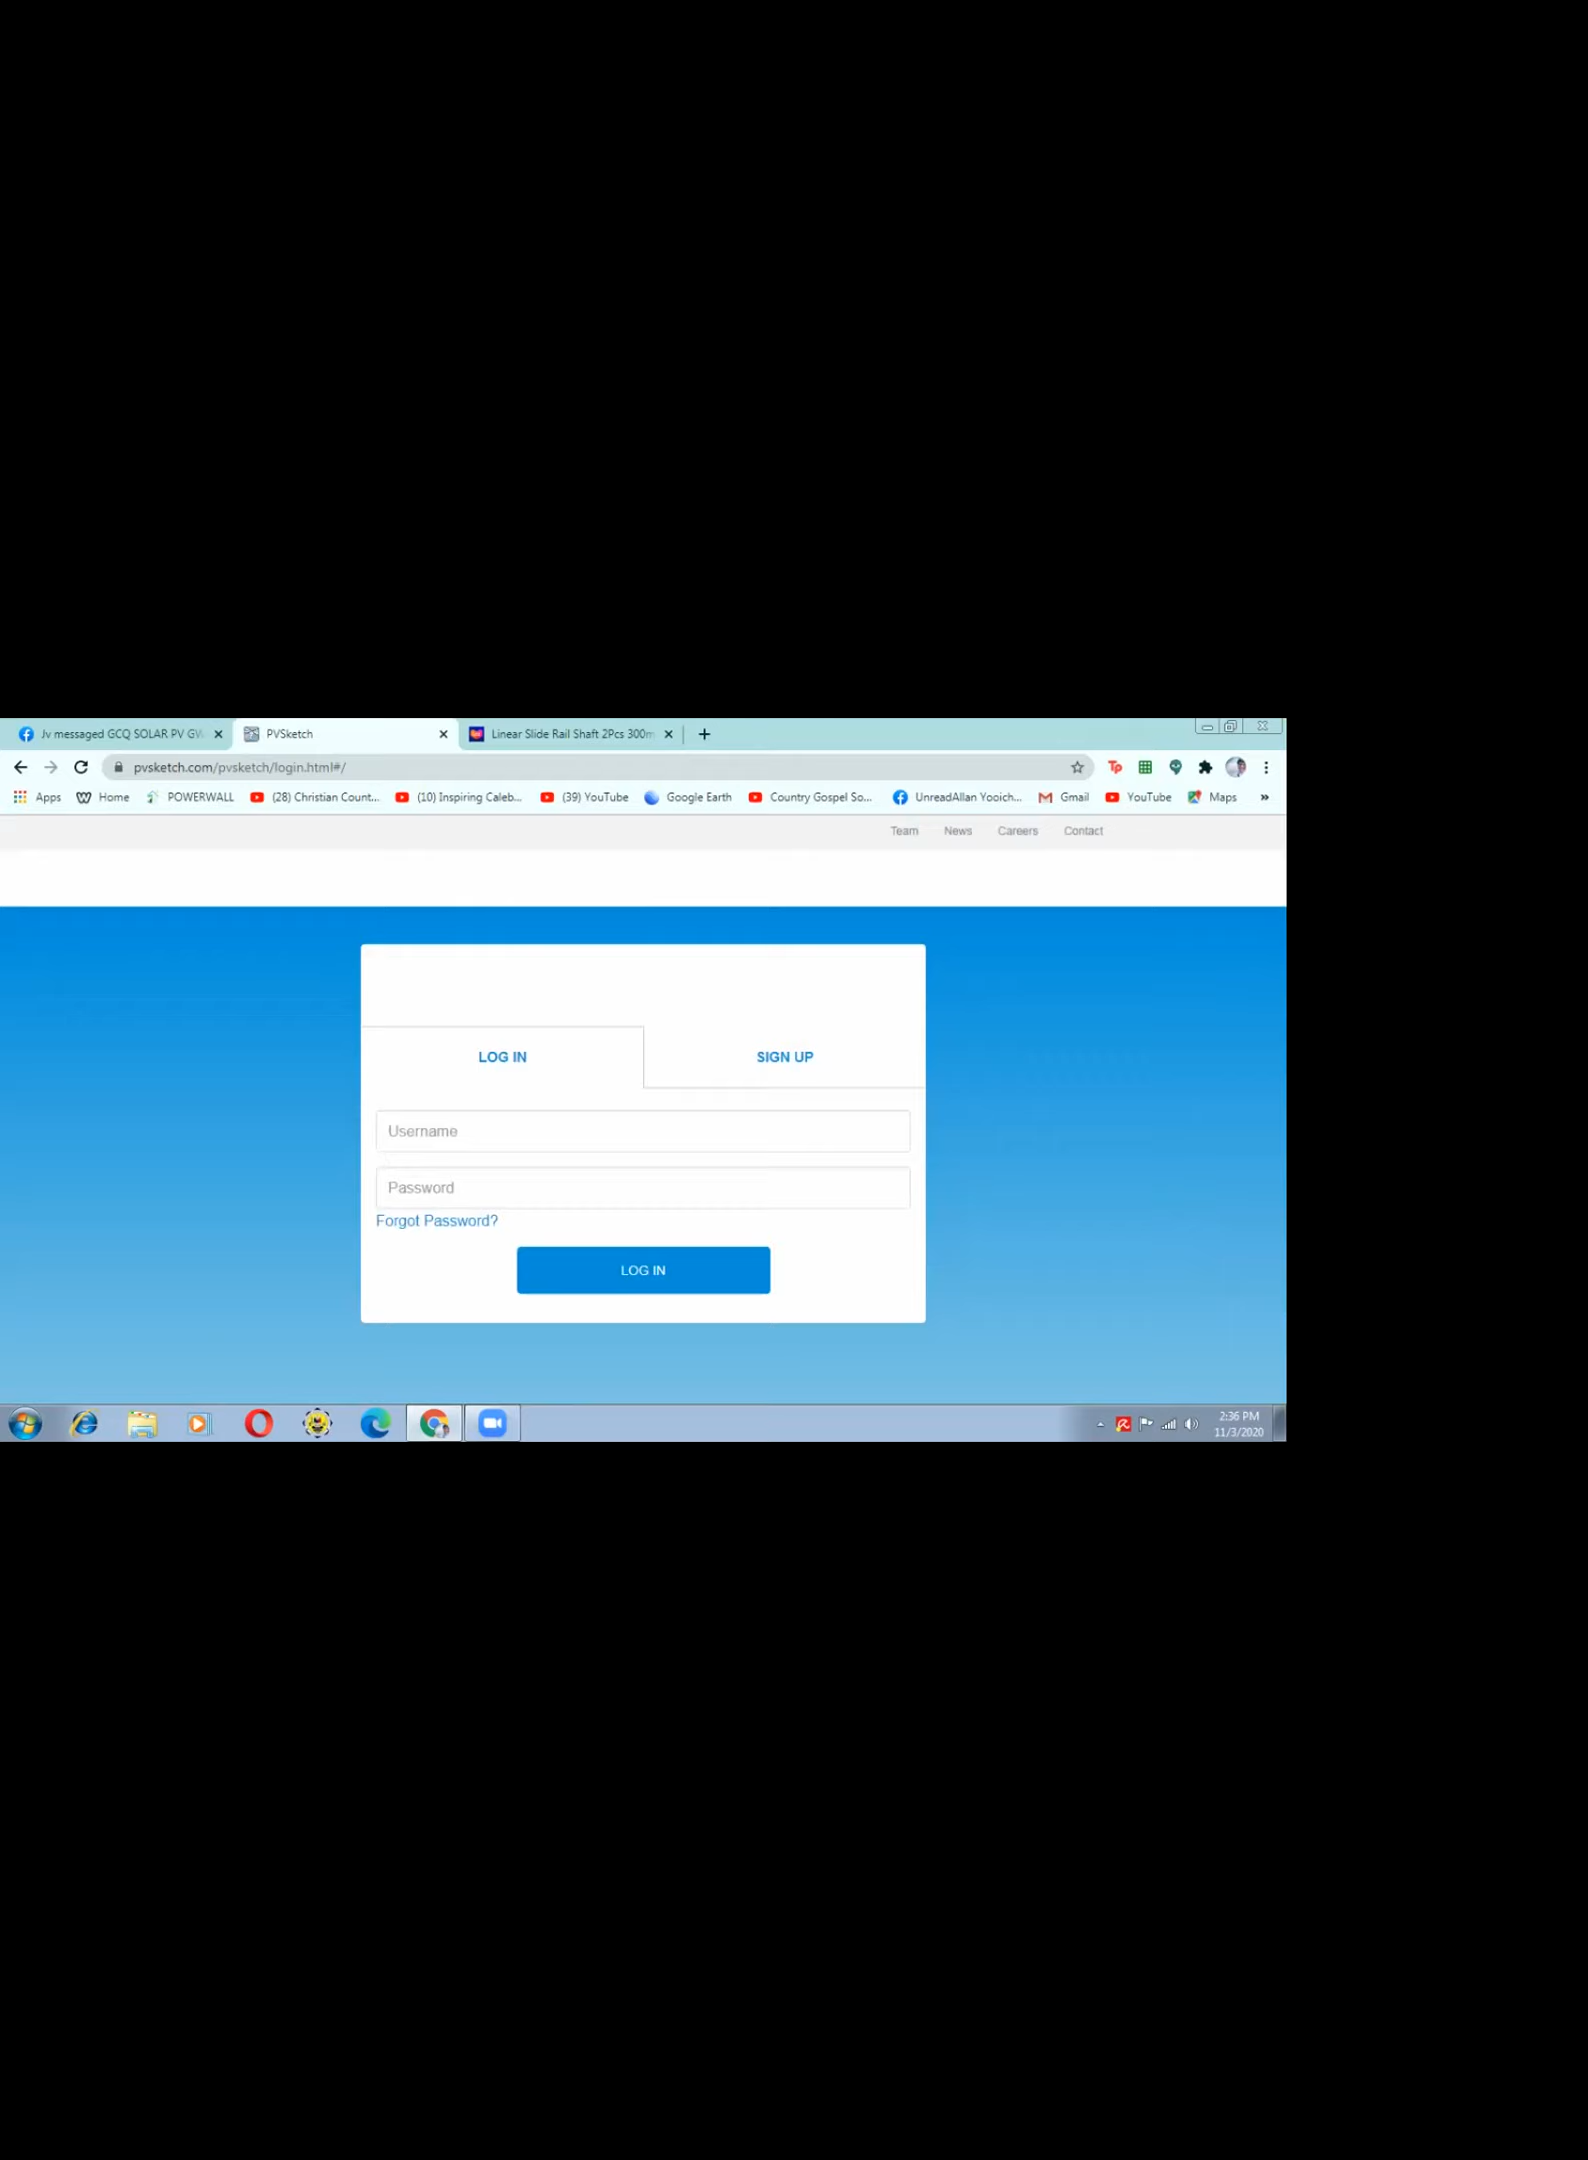 Jv messaged GCQ SOLAR PV GW
PVSketch
Linear Slide Rail Shaft 2Pcs 300m
pvsketch.com/pvsketch/login.html#/
Apps Home POWERWALL (28) Christian Count... (10) Inspiring Caleb... (39) YouTube Google Earth Country Gospel So... UnreadAllan Yooich... Gmail YouTube Maps »
Team News Careers Contact
LOG IN SIGN UP
Username
Password
Forgot Password?
LOG IN
2:36 PM
11/3/2020